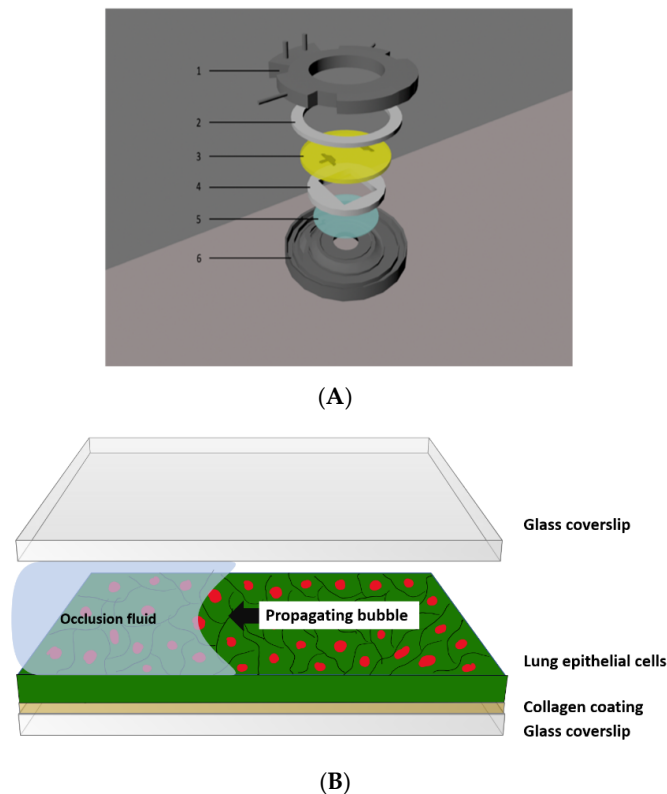 1
2
3
4
5
6
(A)
Glass coverslip
Occlusion fluid
Propagating bubble
Lung epithelial cells
Collagen coating
Glass coverslip
(B)